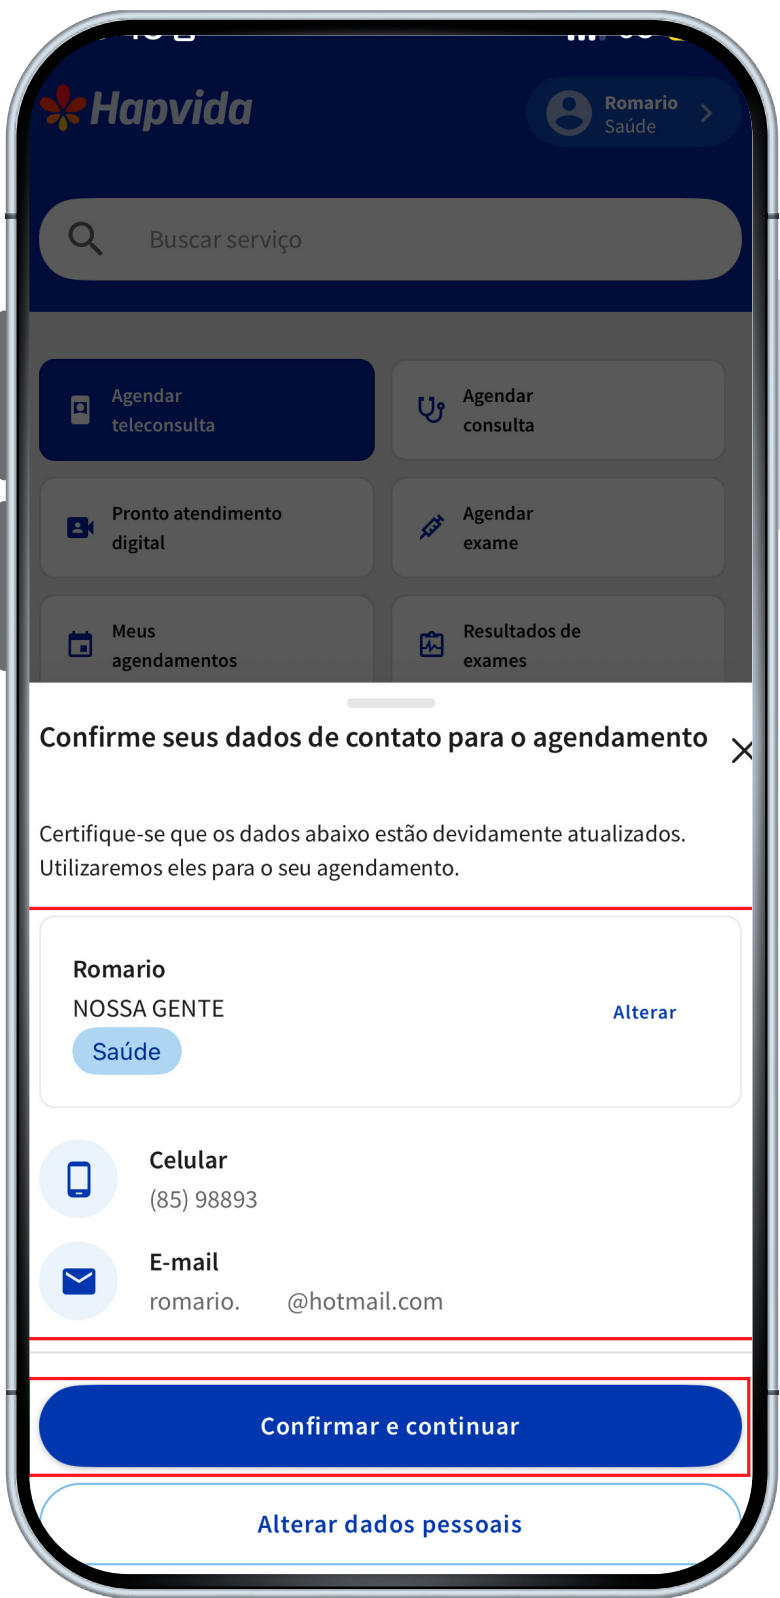 Hapvida
Romario
Saúde
Buscar serviço
Agendar
teleconsulta
Agendar
consulta
Pronto atendimento
digital
Agendar
exame
Meus
agendamentos
Resultados de
exames
Confirme seus dados de contato para o agendamento
Certifique-se que os dados abaixo estão devidamente atualizados.
Utilizaremos eles para o seu agendamento.
Romario
NOSSA GENTE
Saúde
Alterar
Celular
(85) 98893
E-mail
romario. @hotmail.com
Confirmar e continuar
Alterar dados pessoais